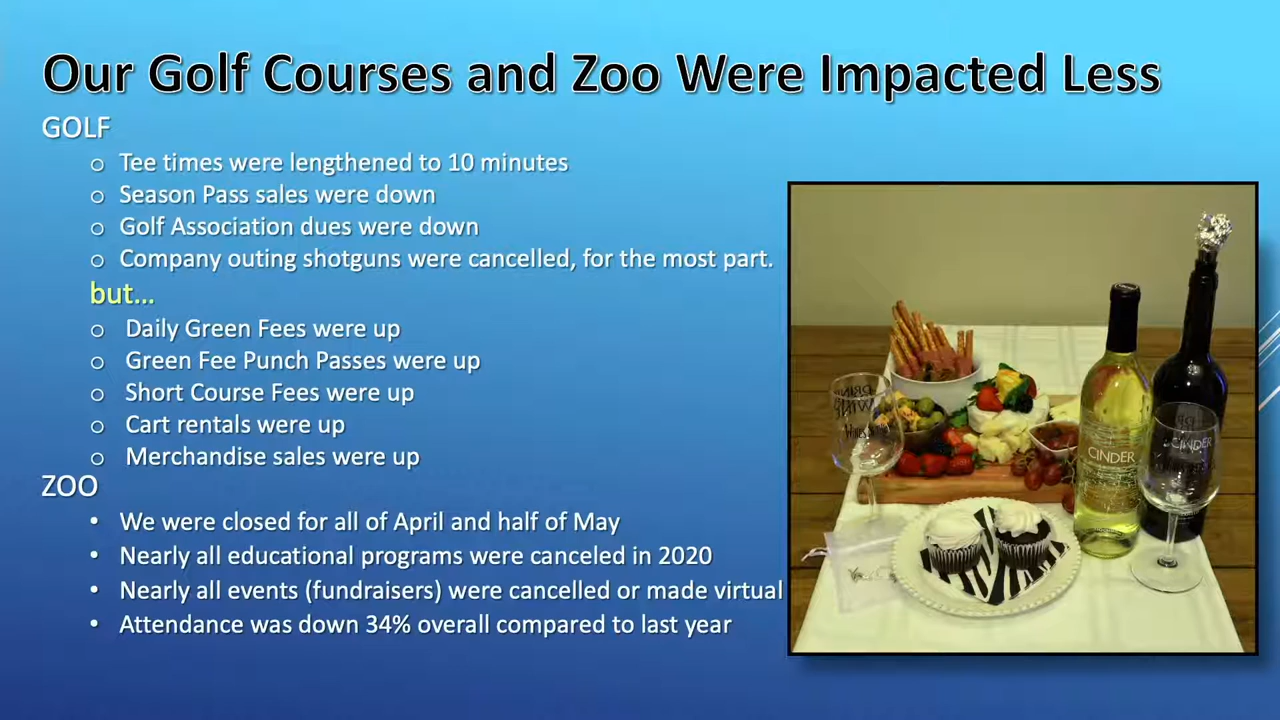 Our Golf Courses and Zoo Were Impacted Less
GOLF
o Tee times were lengthened to 10 minutes
o Season Pass sales were down
o Golf Association dues were down
o Company outing shotguns were cancelled, for the most part.
but...
o Daily Green Fees were up
o Green Fee Punch Passes were up
o Short Course Fees were up
o Cart rentals were up
o Merchandise sales were up
ZOO
• We were closed for all of April and half of May
• Nearly all educational programs were canceled in 2020
• Nearly all events (fundraisers) were cancelled or made virtual
• Attendance was down 34% overall compared to last year
CINDER
CINDER